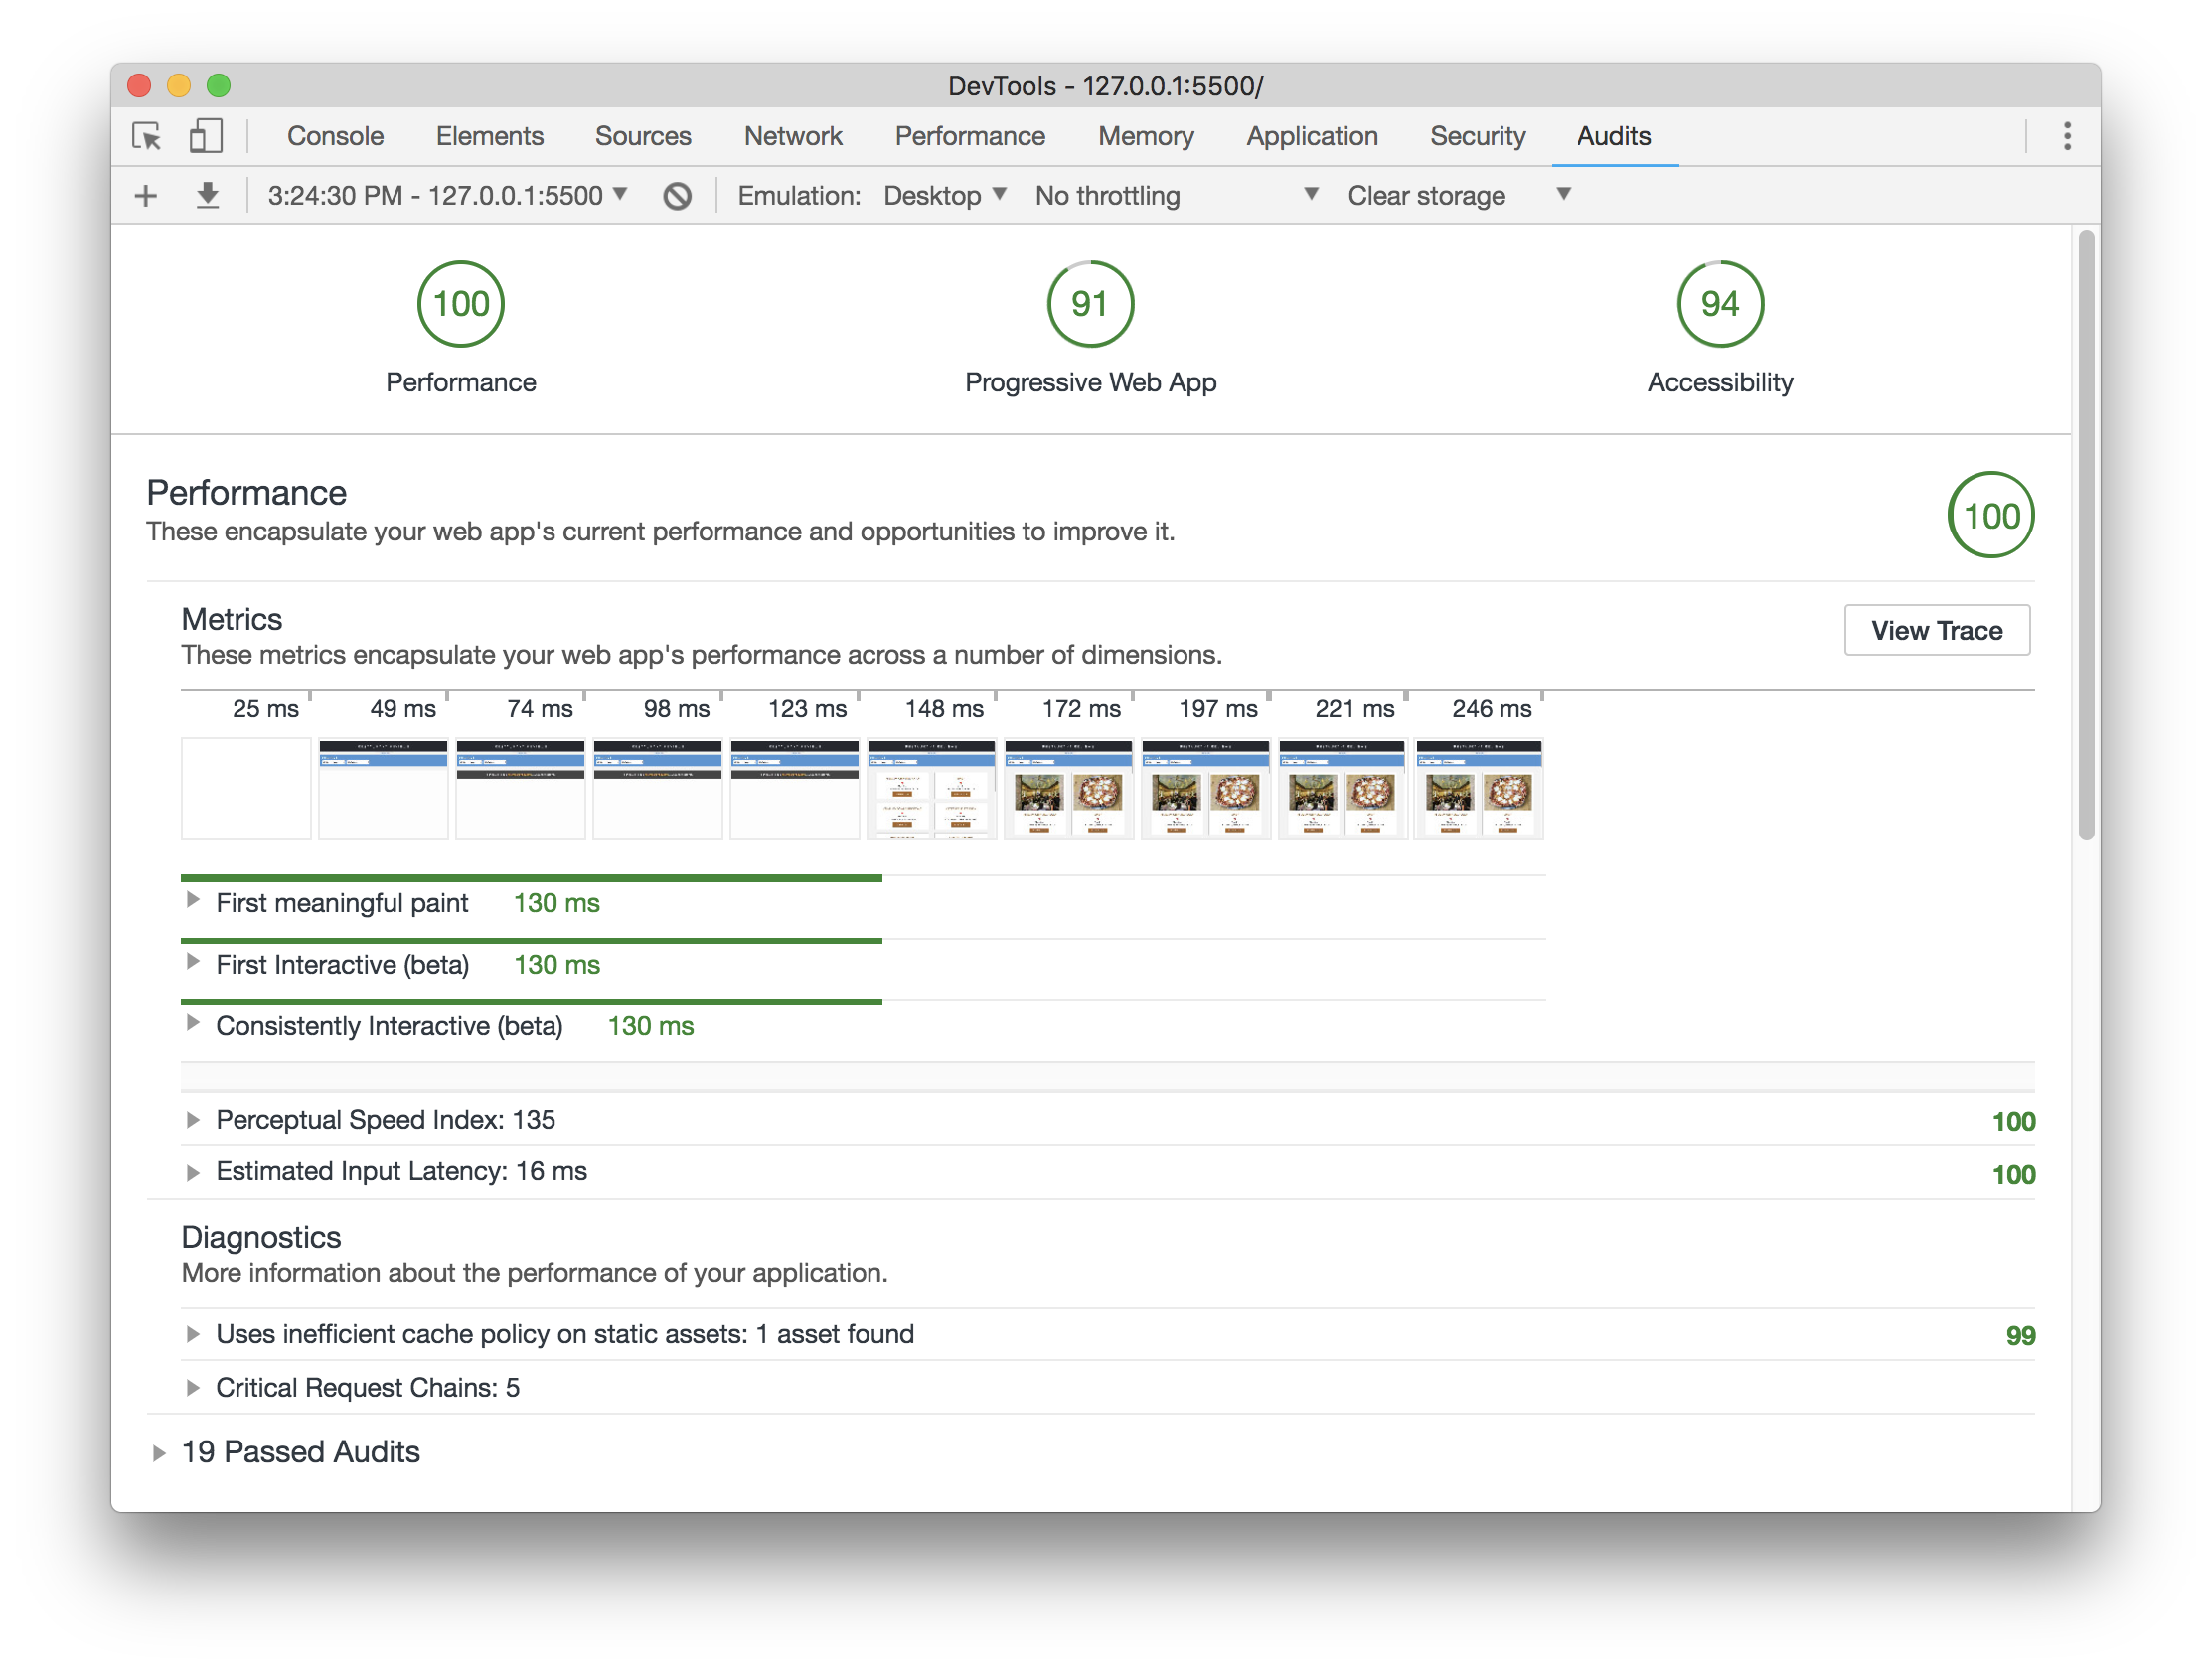 DevTools - 127.0.0.1:5500/
Console Elements Sources Network Performance Memory Application Security Audits
3:24:30 PM - 127.0.0.1:5500 Emulation: Desktop No throttling Clear storage
100 91 94
Performance Progressive Web App Accessibility
Performance
100
These encapsulate your web app's current performance and opportunities to improve it.
Metrics
View Trace
These metrics encapsulate your web app's performance across a number of dimensions.
25 ms 49 ms 74 ms 98 ms 123 ms 148 ms 172 ms 197 ms 221 ms 246 ms
First meaningful paint 130 ms
First Interactive (beta) 130 ms
Consistently Interactive (beta) 130 ms
Perceptual Speed Index: 135 100
Estimated Input Latency: 16 ms 100
Diagnostics
More information about the performance of your application.
Uses inefficient cache policy on static assets: 1 asset found 99
Critical Request Chains: 5
19 Passed Audits